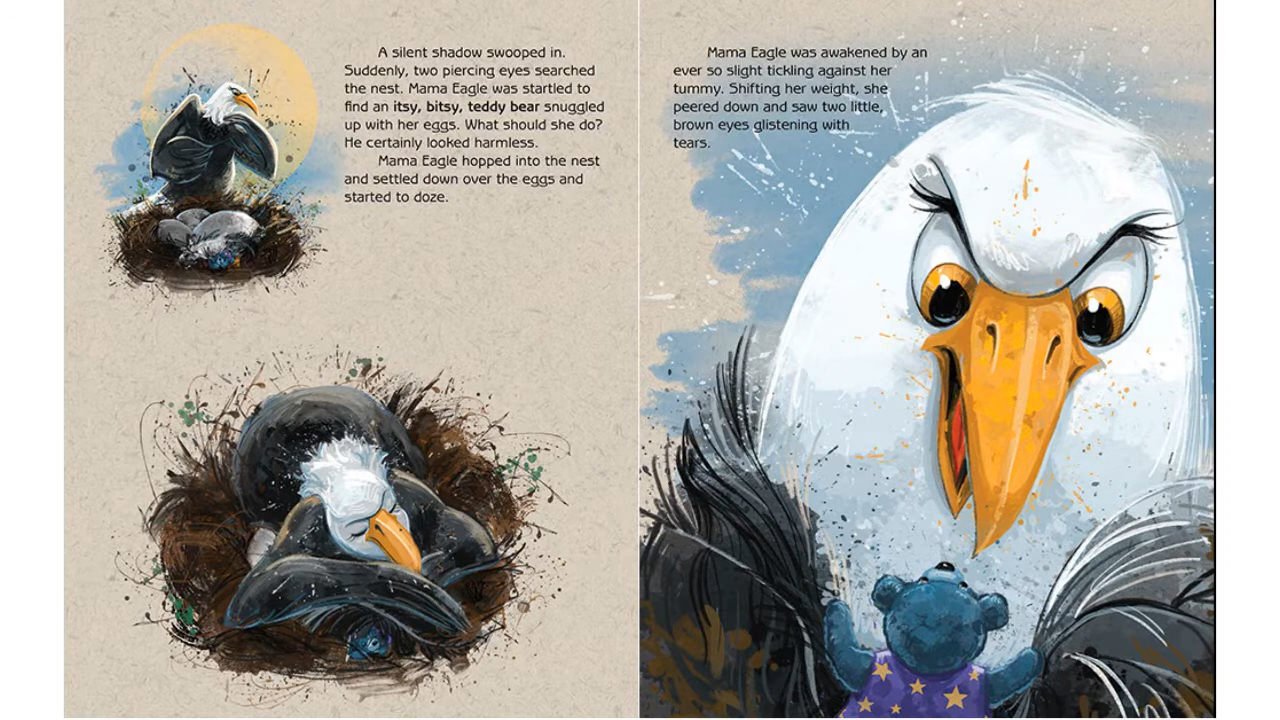 A silent shadow swooped in.
Suddenly, two piercing eyes searched
the nest. Mama Eagle was startled to
find an itsy, bitsy, teddy bear snuggled
up with her eggs. What should she do?
He certainly looked harmless.
Mama Eagle hopped into the nest
and settled down over the eggs and
started to doze.
Mama Eagle was awakened by an
ever so slight tickling against her
tummy. Shifting her weight, she
peered down and saw two little,
brown eyes glistening with
tears.